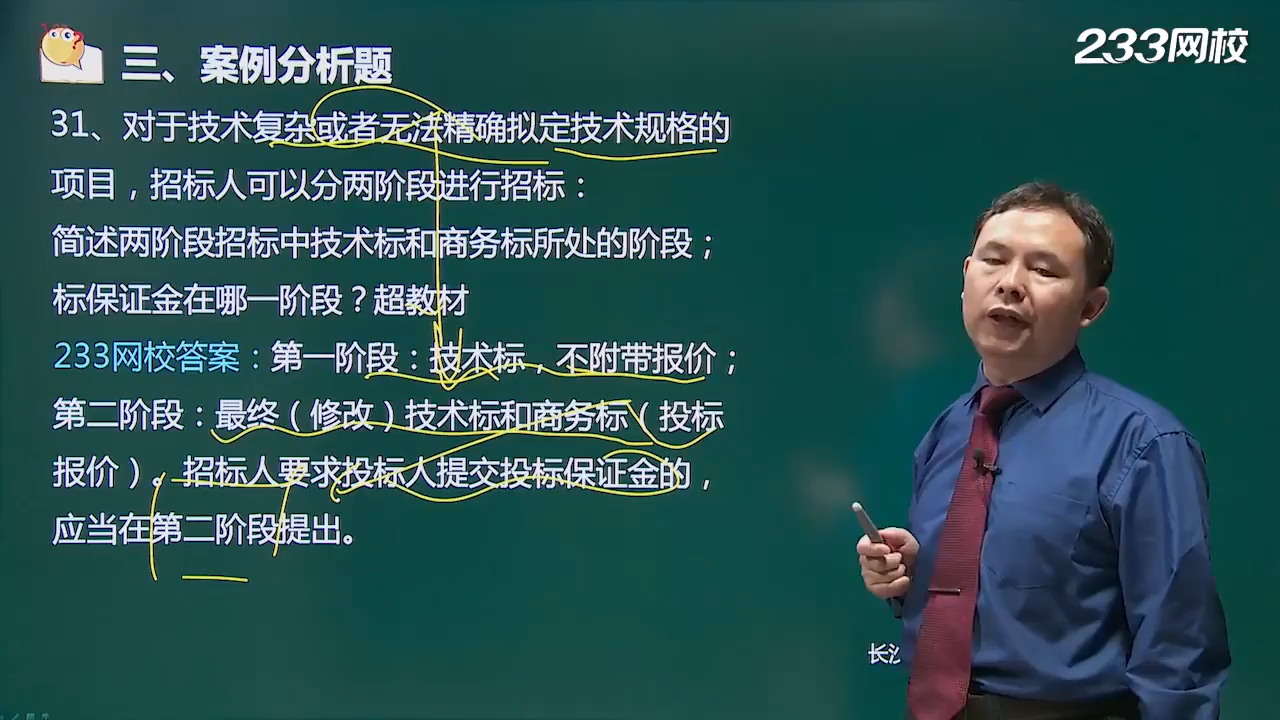 233网校
三、案例分析题
31、对于技术复杂或者无法精确拟定技术规格的
项目，招标人可以分两阶段进行招标：
简述两阶段招标中技术标和商务标所处的阶段；
标保证金在哪一阶段？超教材
233网校答案：第一阶段：技术标，不附带报价；
第二阶段：最终（修改）技术标和商务标（投标
报价）。招标人要求投标人提交投标保证金的，
应当在第二阶段提出。
长沙